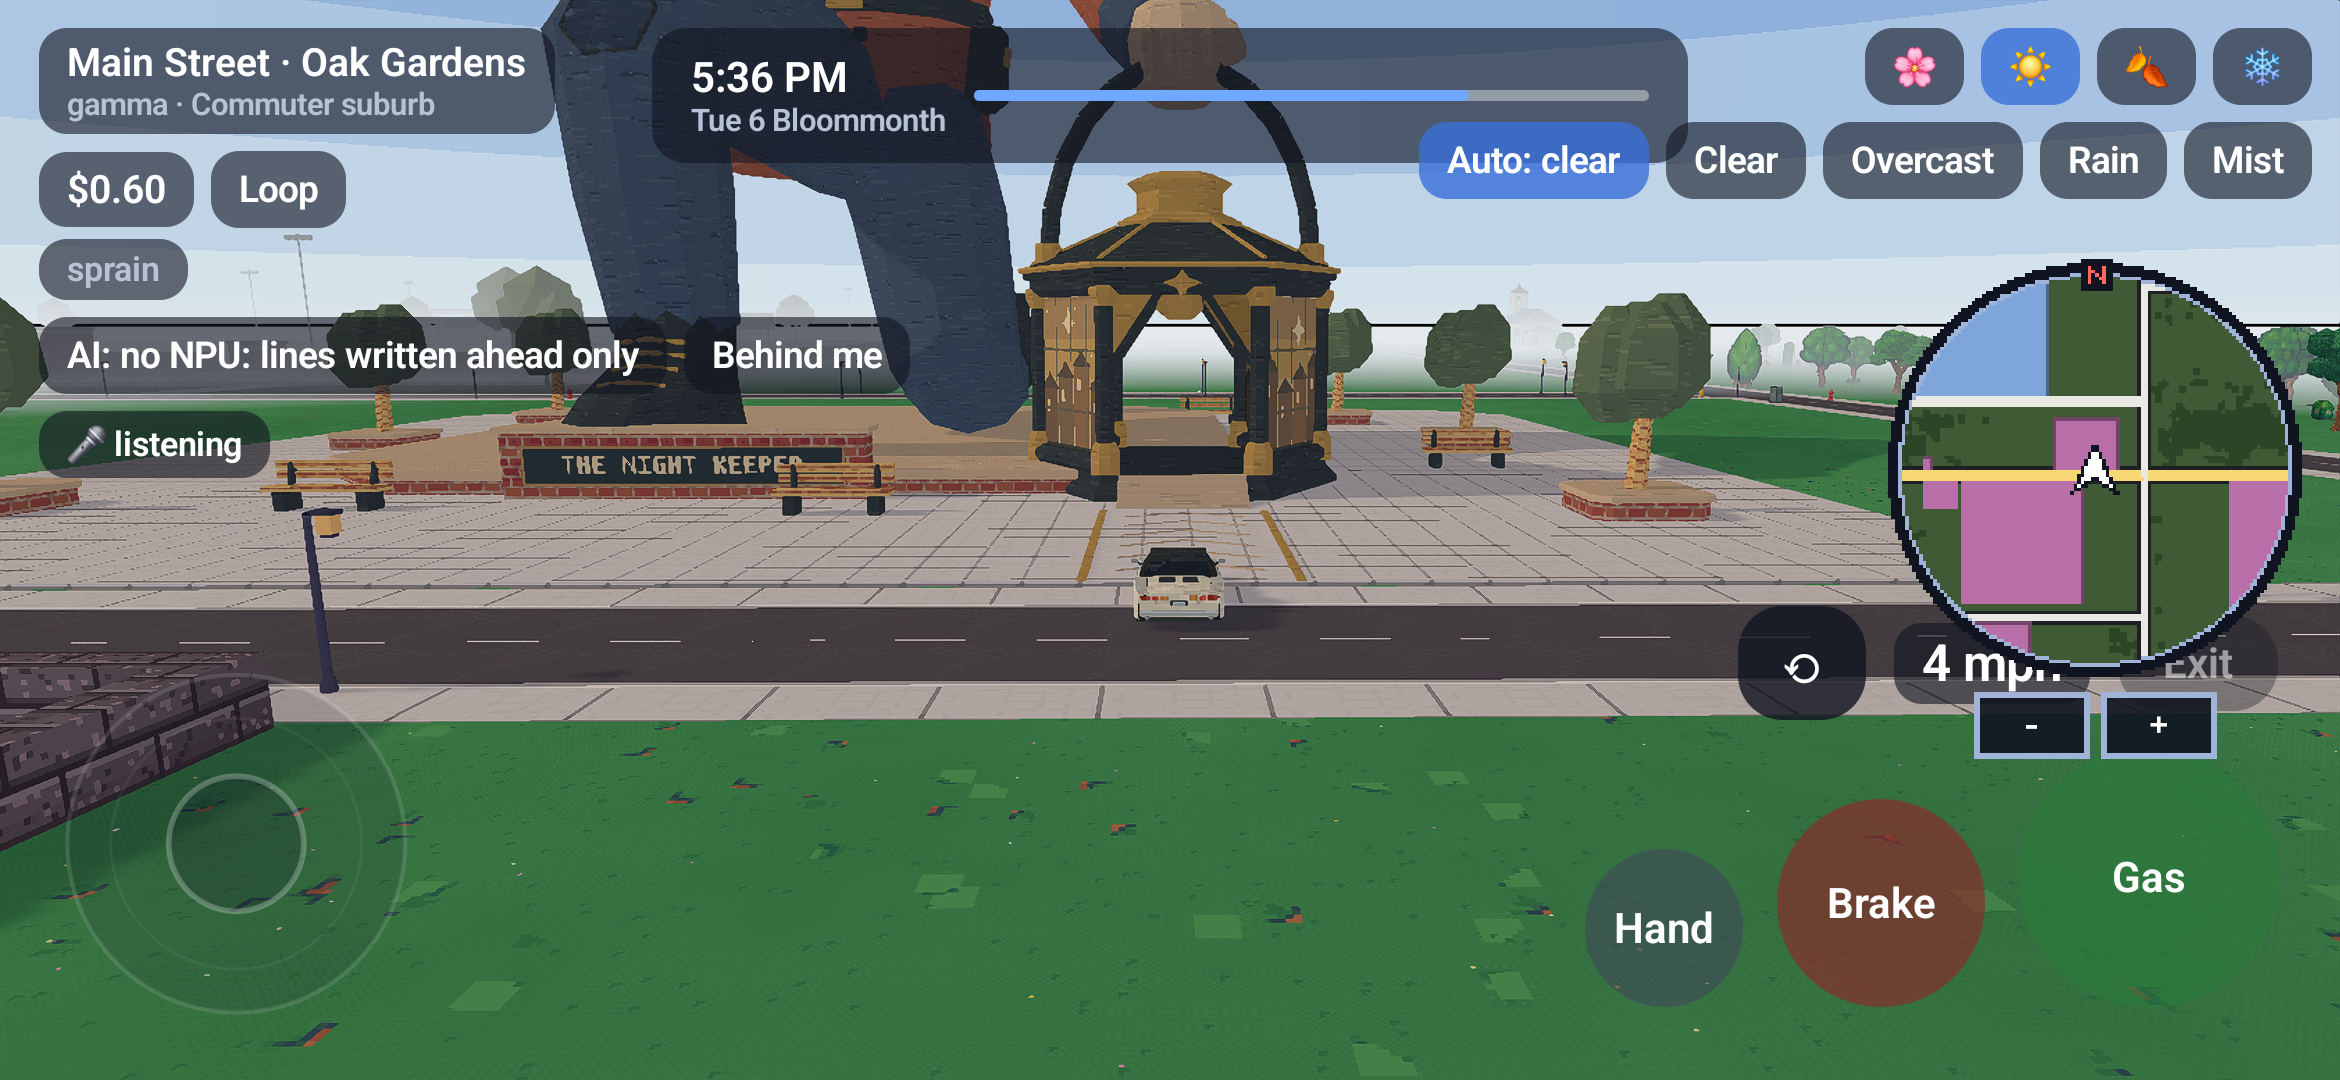 Main Street · Oak Gardens
gamma · Commuter suburb
5:36 PM
Tue 6 Bloommonth
$0.60
Loop
Auto: clear
Clear
Overcast
Rain
Mist
sprain
N
AI: no NPU: lines written ahead only
Behind me
listening
THE NIGHT KEEPER
4 mph
Exit
-
+
Hand
Brake
Gas